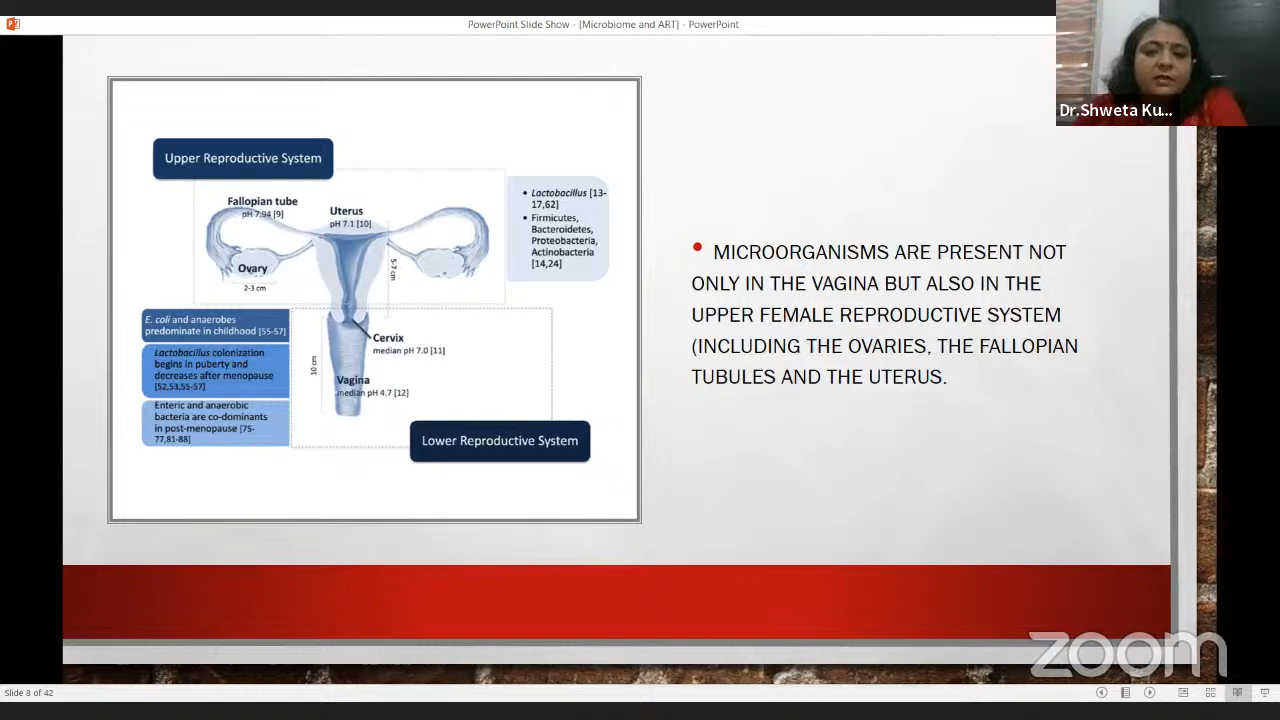 PowerPoint Slide Show - [Microbiome and ART] - PowerPoint
Dr.Shweta Ku...
Upper Reproductive System
Fallopian tube
pH 7.94 [9]
Uterus
pH 7.1 [10]
Ovary
2-3 cm
5-7 cm
• Lactobacillus [13-
17,62]
• Firmicutes,
Bacteroidetes,
Proteobacteria,
Actinobacteria
[14,24]
E. coli and anaerobes
predominate in childhood [55-57]
Lactobacillus colonization
begins in puberty and
decreases after menopause
[52,53,55-57]
Enteric and anaerobic
bacteria are co-dominants
in post-menopause [75-
77,81-88]
Cervix
median pH 7.0 [11]
10 cm
Vagina
median pH 4.7 [12]
Lower Reproductive System
• MICROORGANISMS ARE PRESENT NOT
ONLY IN THE VAGINA BUT ALSO IN THE
UPPER FEMALE REPRODUCTIVE SYSTEM
(INCLUDING THE OVARIES, THE FALLOPIAN
TUBULES AND THE UTERUS.
zoom
Slide 8 of 42